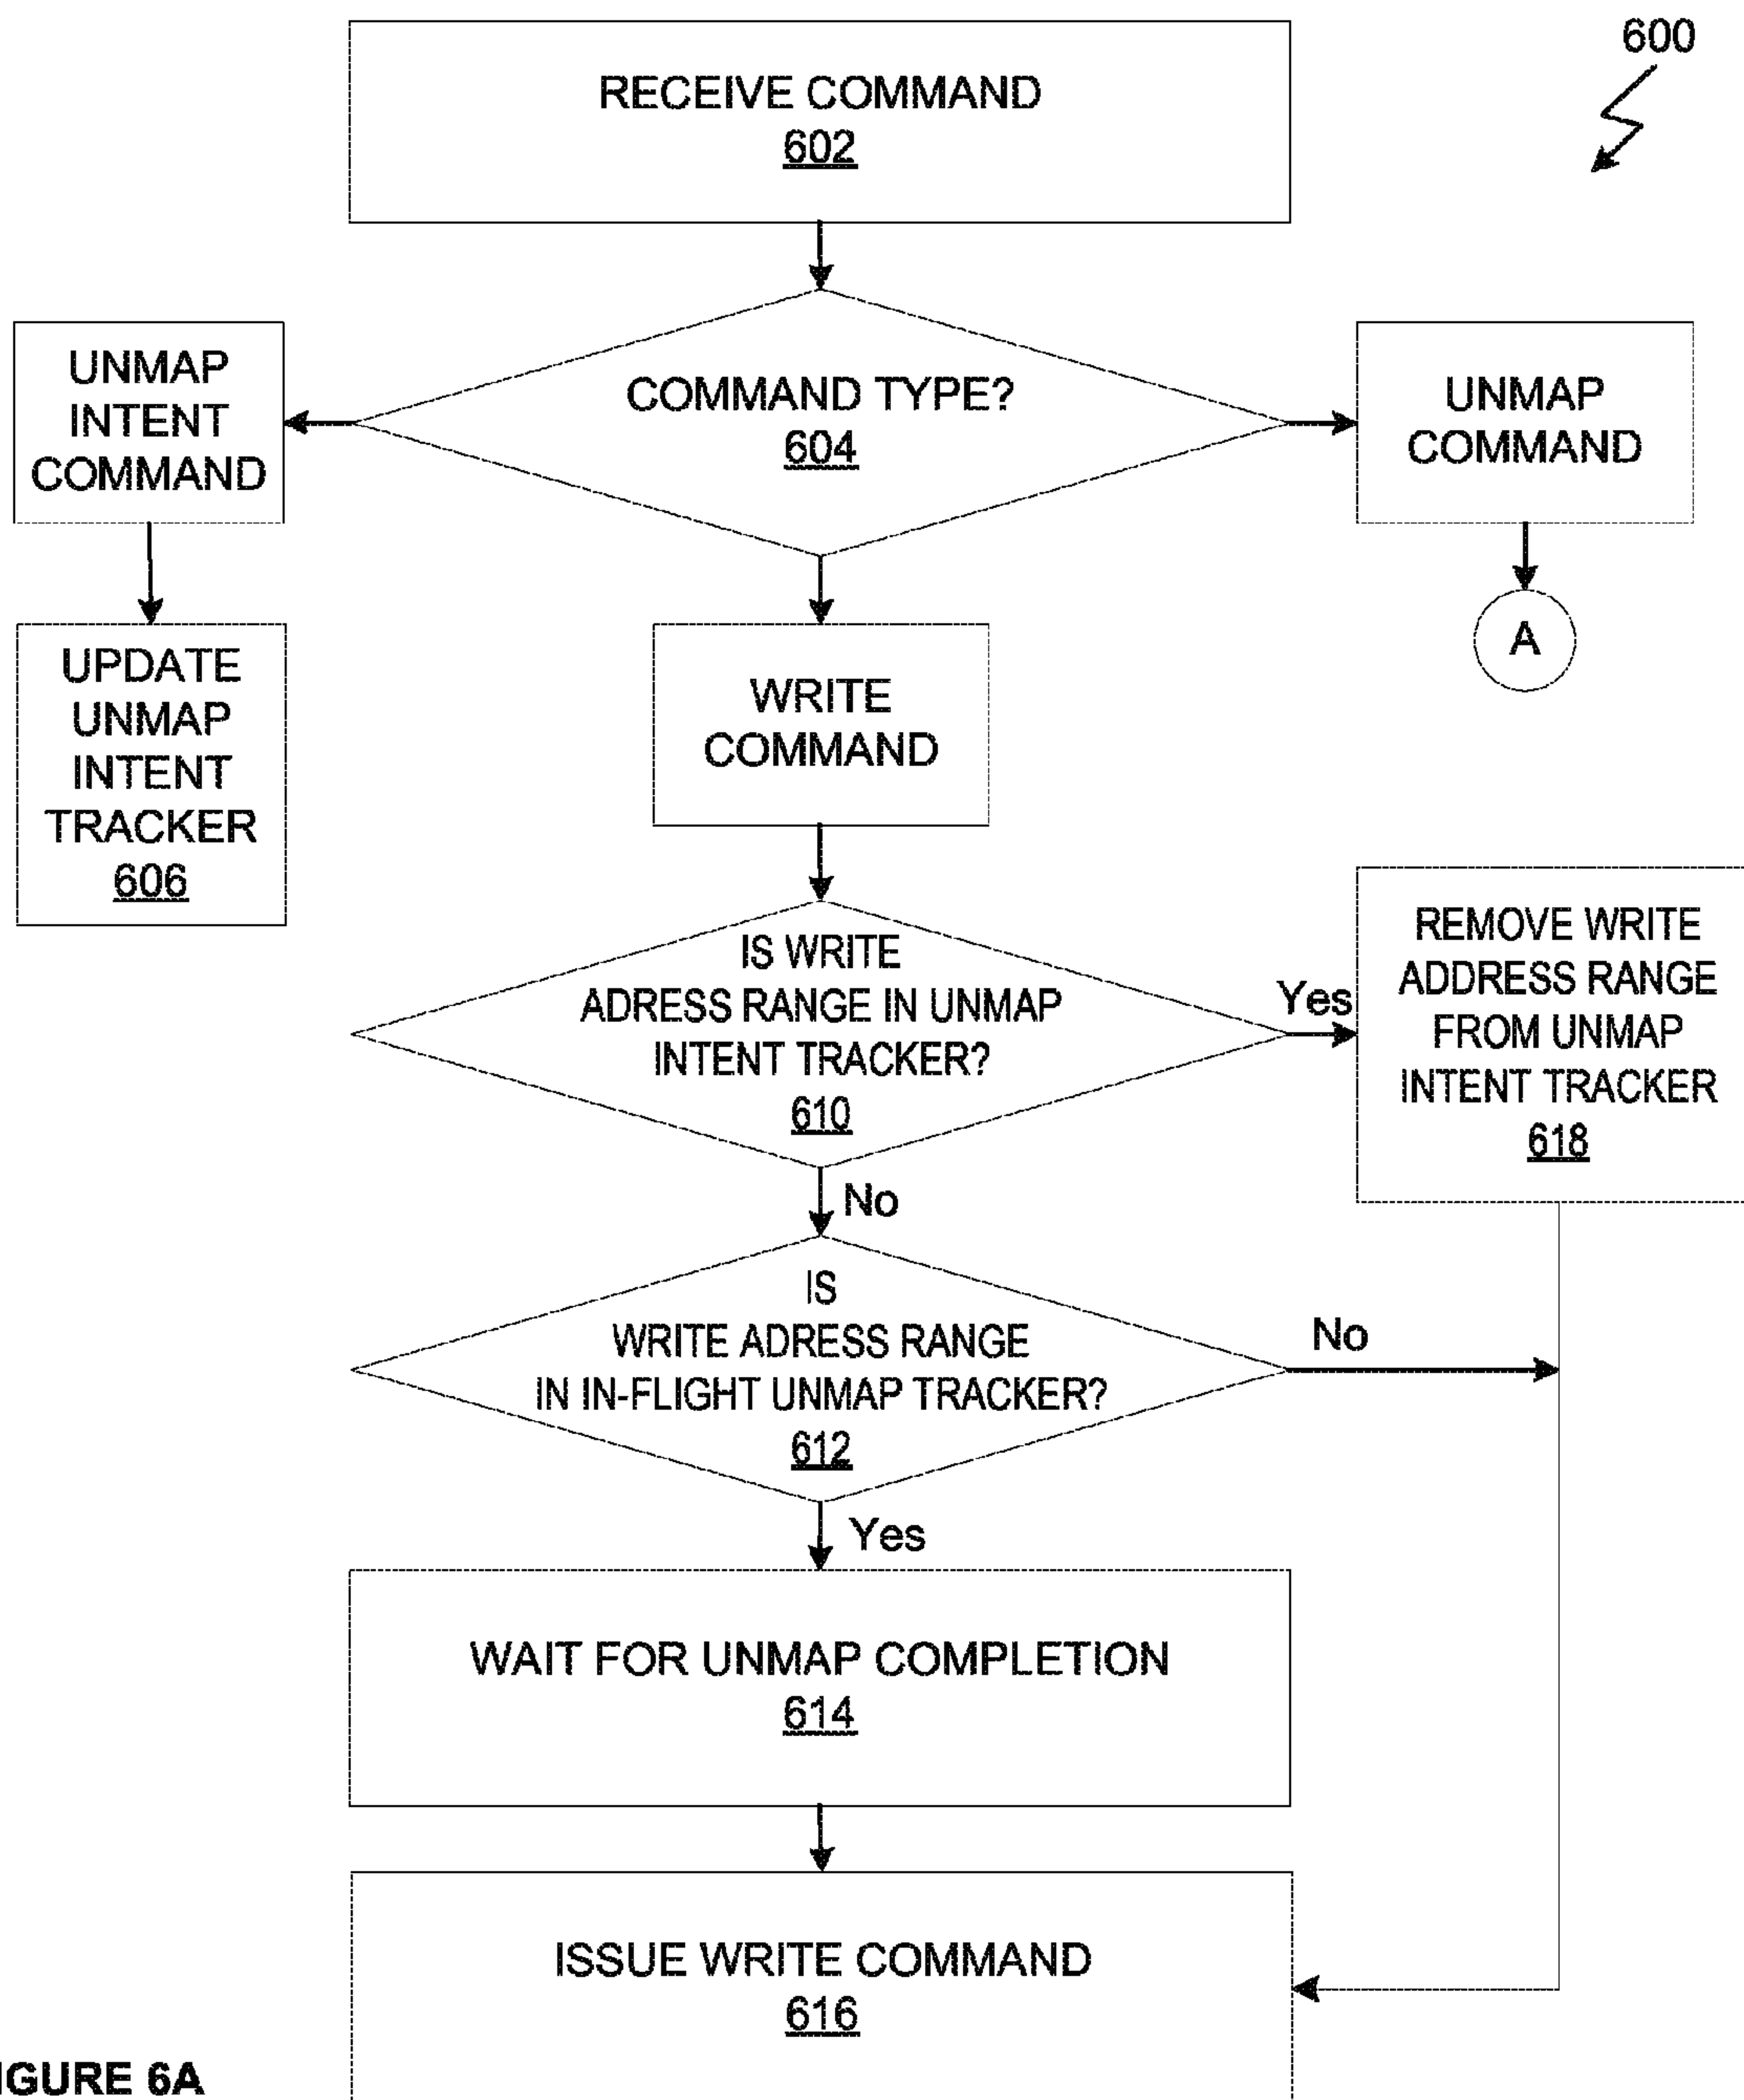 600
RECEIVE COMMAND
602
COMMAND TYPE?
604
UNMAP
INTENT
COMMAND
UNMAP
COMMAND
A
UPDATE
UNMAP
INTENT
TRACKER
606
WRITE
COMMAND
IS WRITE
ADRESS RANGE IN UNMAP
INTENT TRACKER?
610
Yes
REMOVE WRITE
ADDRESS RANGE
FROM UNMAP
INTENT TRACKER
618
No
IS
WRITE ADRESS RANGE
IN IN-FLIGHT UNMAP TRACKER?
612
No
Yes
WAIT FOR UNMAP COMPLETION
614
ISSUE WRITE COMMAND
616
IGURE 6A